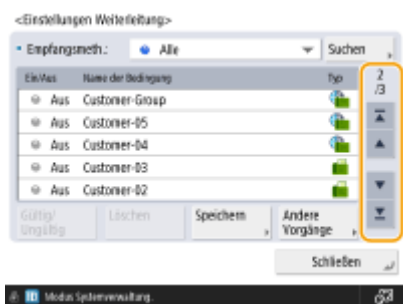 <Einstellungen Weiterleitung>
Empfangsmeth.: Alle Suchen
Ein/Aus Name der Bedingung Typ 2
/3
Aus Customer-Group
Aus Customer-05
Aus Customer-04
Aus Customer-03
Aus Customer-02
Gültig/ Löschen Speichern Andere
Ungültig Vorgänge
Schließen
Modus Systemverwaltung.